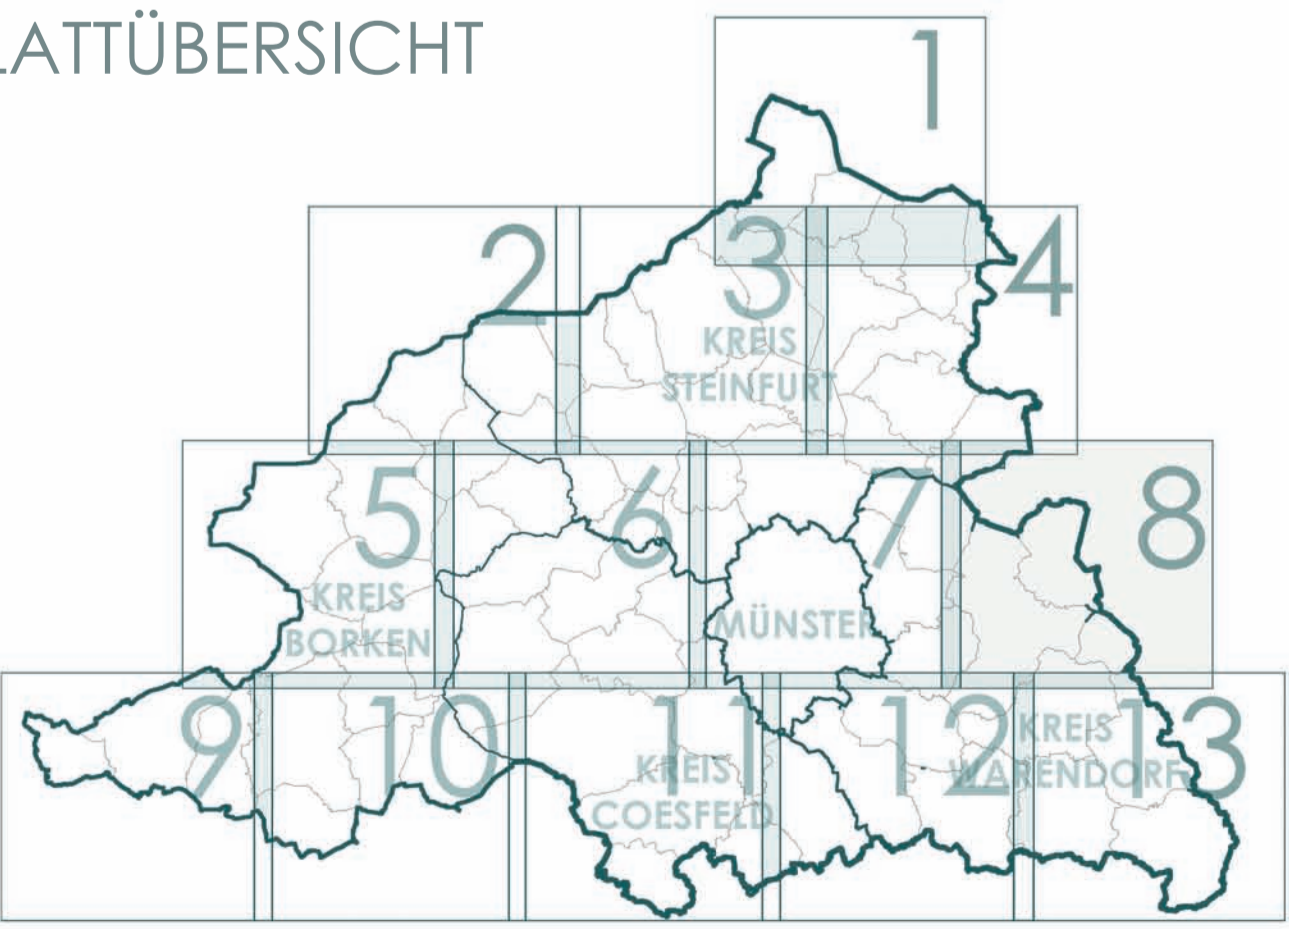 LATTÜBERSICHT
1
2
3
4
KREIS
STEINFURT
5
6
7
8
KREIS
BORKEN
MÜNSTER
9
10
11
12
13
KREIS
COESFELD
KREIS
WARENDORF